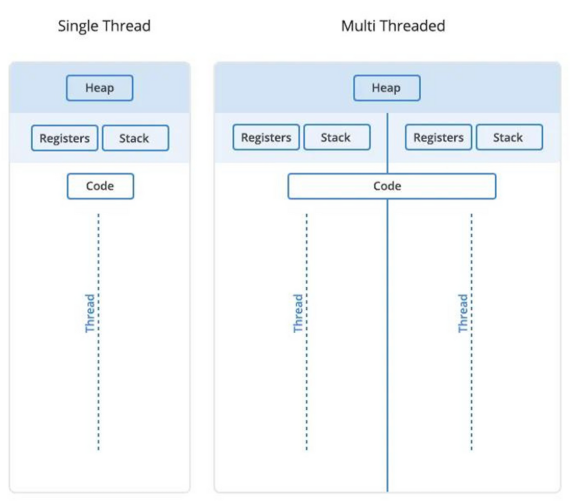 Single Thread
Multi Threaded
Heap
Heap
Registers Stack
Registers Stack
Registers Stack
Code
Code
Thread
Thread
Thread